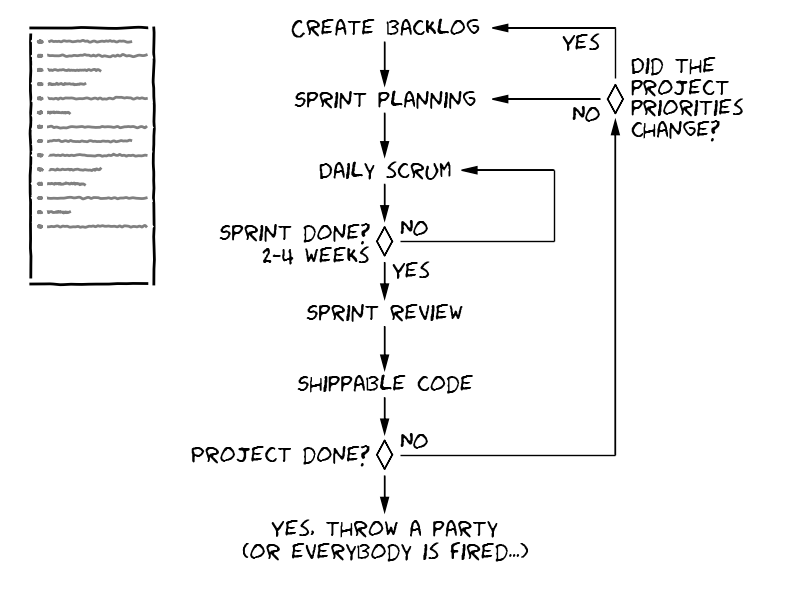 CREATE BACKLOG
YES
DID THE
PROJECT
PRIORITIES
CHANGE?
SPRINT PLANNING
NO
DAILY SCRUM
SPRINT DONE?
2-4 WEEKS
NO
YES
SPRINT REVIEW
SHIPPABLE CODE
PROJECT DONE?
NO
YES. THROW A PARTY
(OR EVERYBODY IS FIRED...)